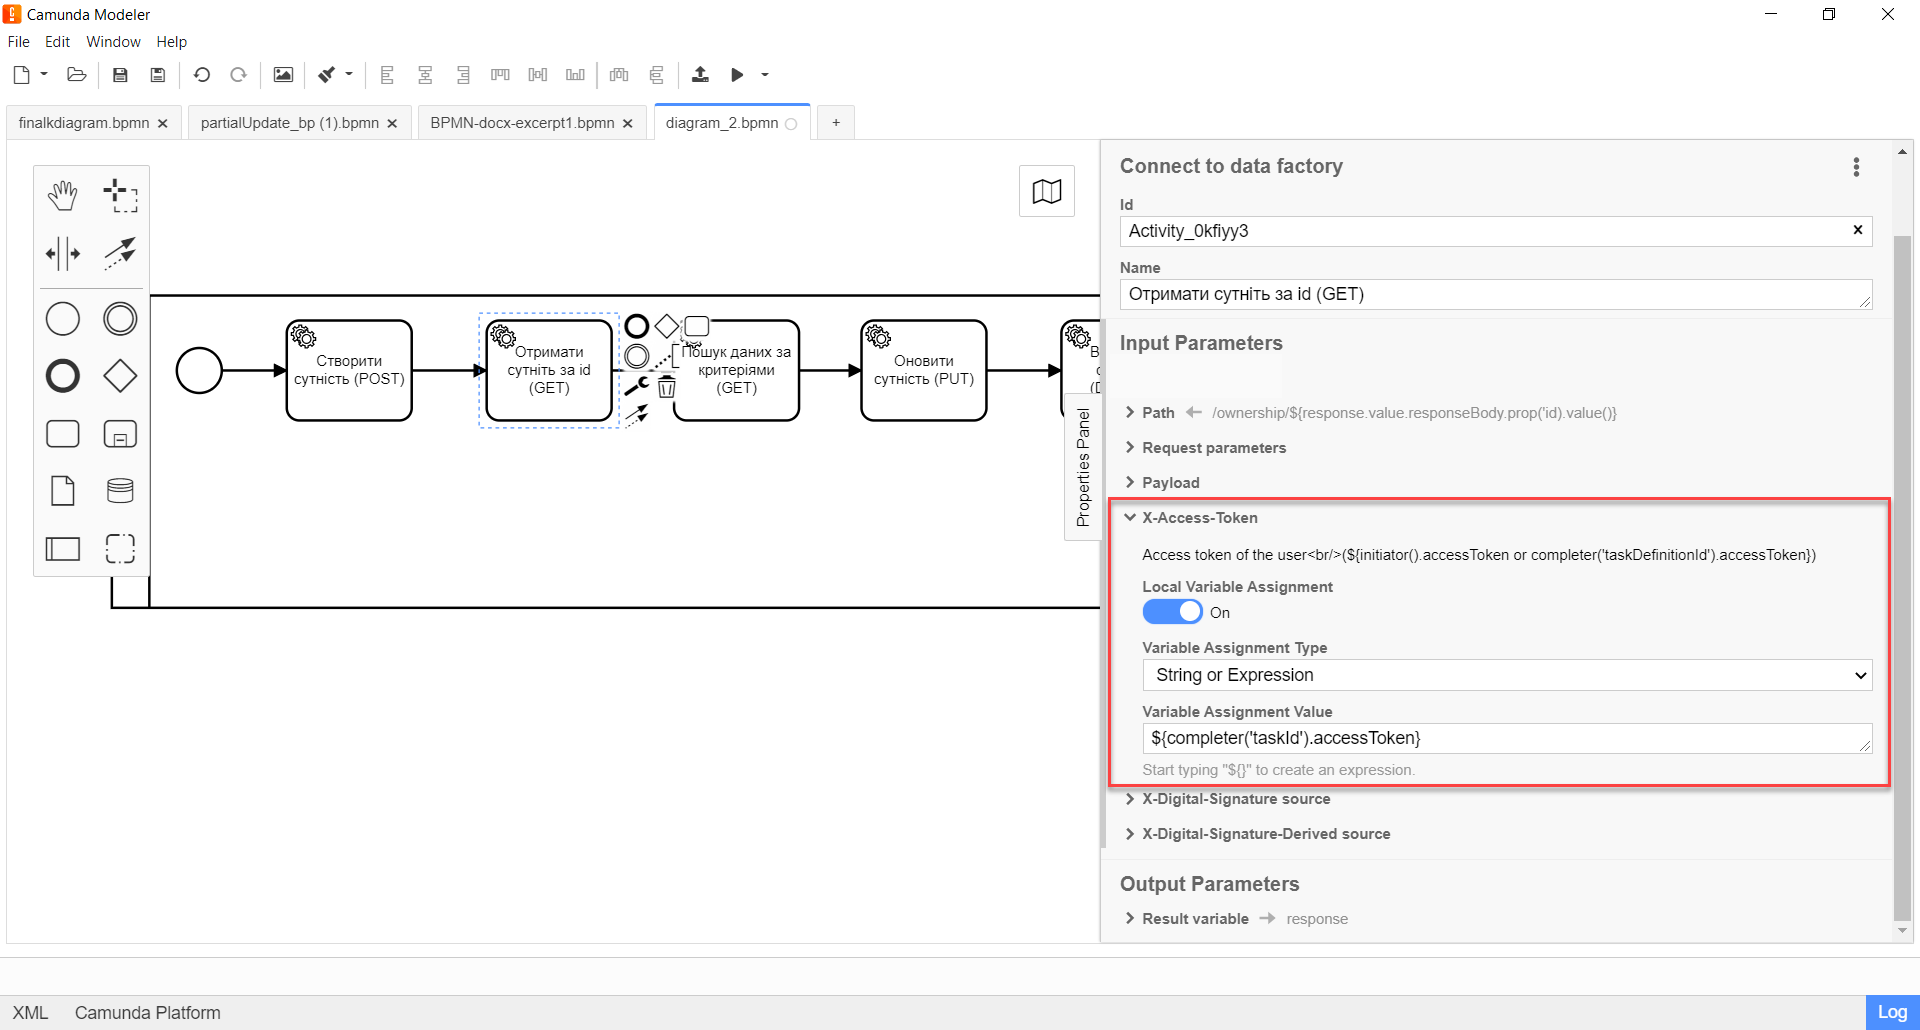 Camunda Modeler
File Edit Window Help
finalkdiagram.bpmn
partialUpdate_bp (1).bpmn
BPMN-docx-excerpt1.bpmn
diagram_2.bpmn
+
Створити
сутність (POST)
Отримати
сутніть за id
(GET)
Пошук даних за
критеріями
(GET)
Оновити
сутність (PUT)
Properties Panel
Connect to data factory
Id
Activity_0kfiyy3
Name
Отримати сутніть за id (GET)
Input Parameters
Path ← /ownership/${response.value.responseBody.prop('id).value()}
Request parameters
Payload
X-Access-Token
Access token of the user<br/>(${initiator().accessToken or completer('taskDefinitionId').accessToken})
Local Variable Assignment
On
Variable Assignment Type
String or Expression
Variable Assignment Value
${completer('taskId').accessToken}
Start typing "${}" to create an expression.
X-Digital-Signature source
X-Digital-Signature-Derived source
Output Parameters
Result variable → response
XML Camunda Platform
Log